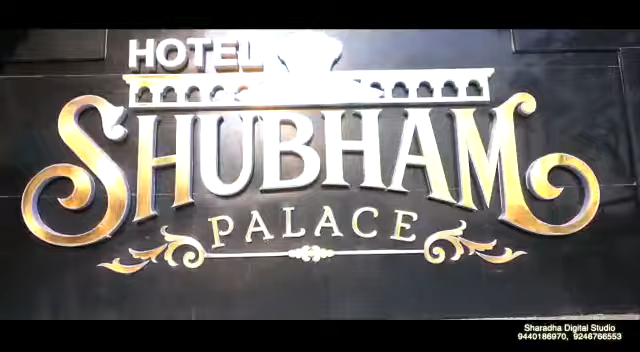 HOTEL
SHUBHAM
PALACE
Sharadha Digital Studio
9440186970, 9246766553